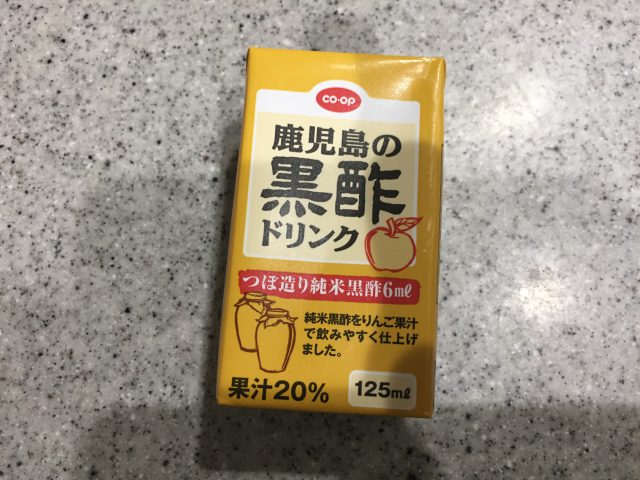 CO·OP
鹿児島の
黒酢
ドリンク
つぼ造り純米黒酢6mℓ
純米黒酢をりんご果汁
で飲みやすく仕上げ
ました。
果汁20%
125mℓ